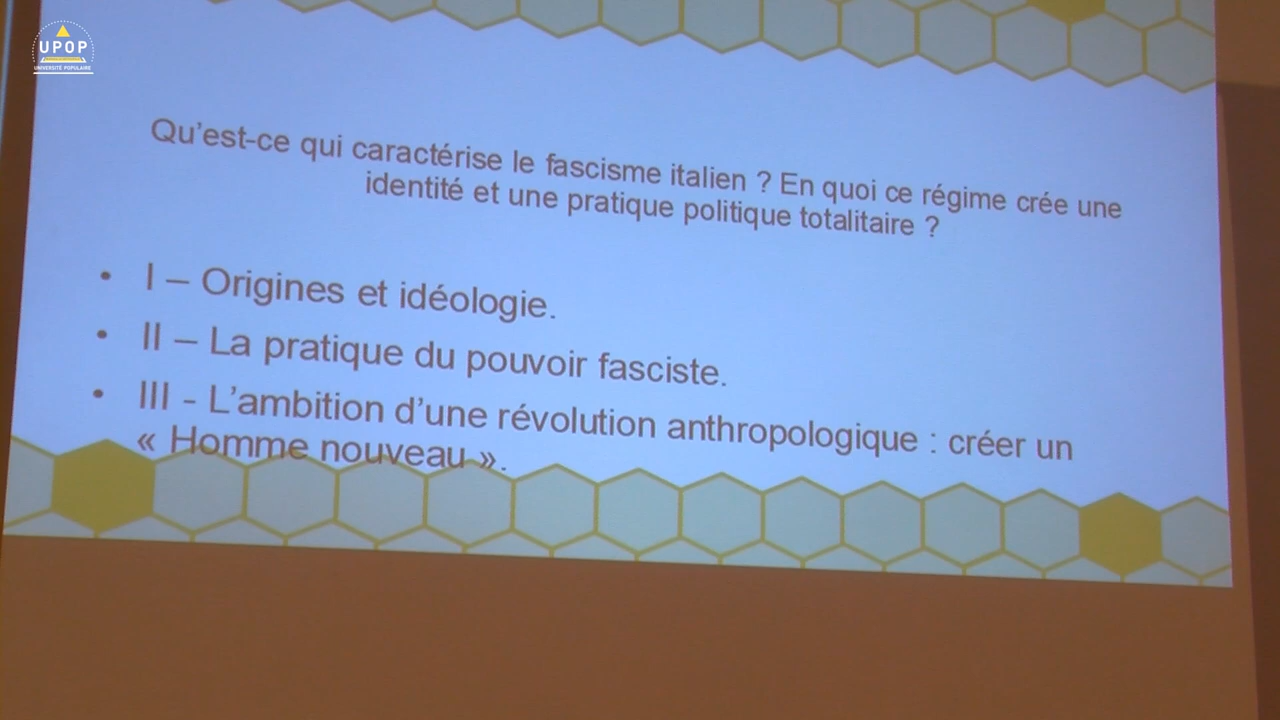 UPOP
UNIVERSITÉ POPULAIRE
Qu'est-ce qui caractérise le fascisme italien ? En quoi ce régime crée une
identité et une pratique politique totalitaire ?
• I – Origines et idéologie.
• II – La pratique du pouvoir fasciste.
• III - L'ambition d'une révolution anthropologique : créer un
« Homme nouveau ».